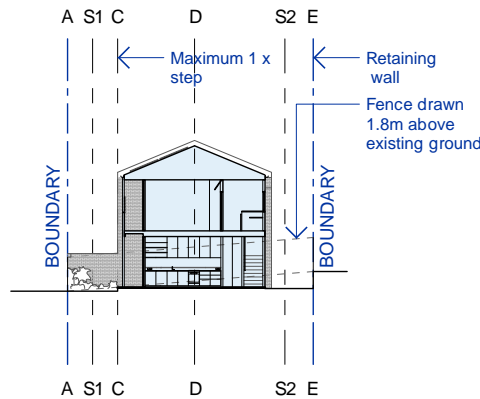 A S1 C D S2 E
Maximum 1 x
step
Retaining
wall
Fence drawn
1.8m above
existing ground
BOUNDARY
BOUNDARY
A S1 C D S2 E